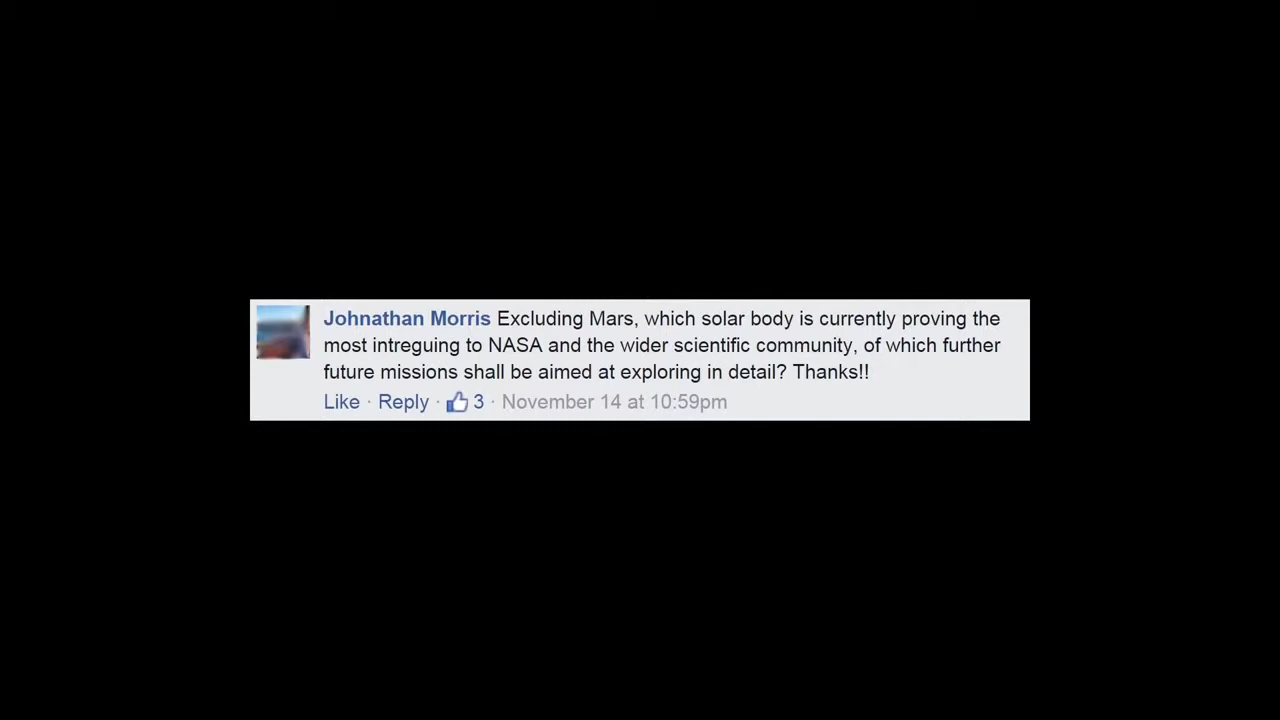 Johnathan Morris Excluding Mars, which solar body is currently proving the
most intreguing to NASA and the wider scientific community, of which further
future missions shall be aimed at exploring in detail? Thanks!!
Like · Reply · 3 · November 14 at 10:59pm